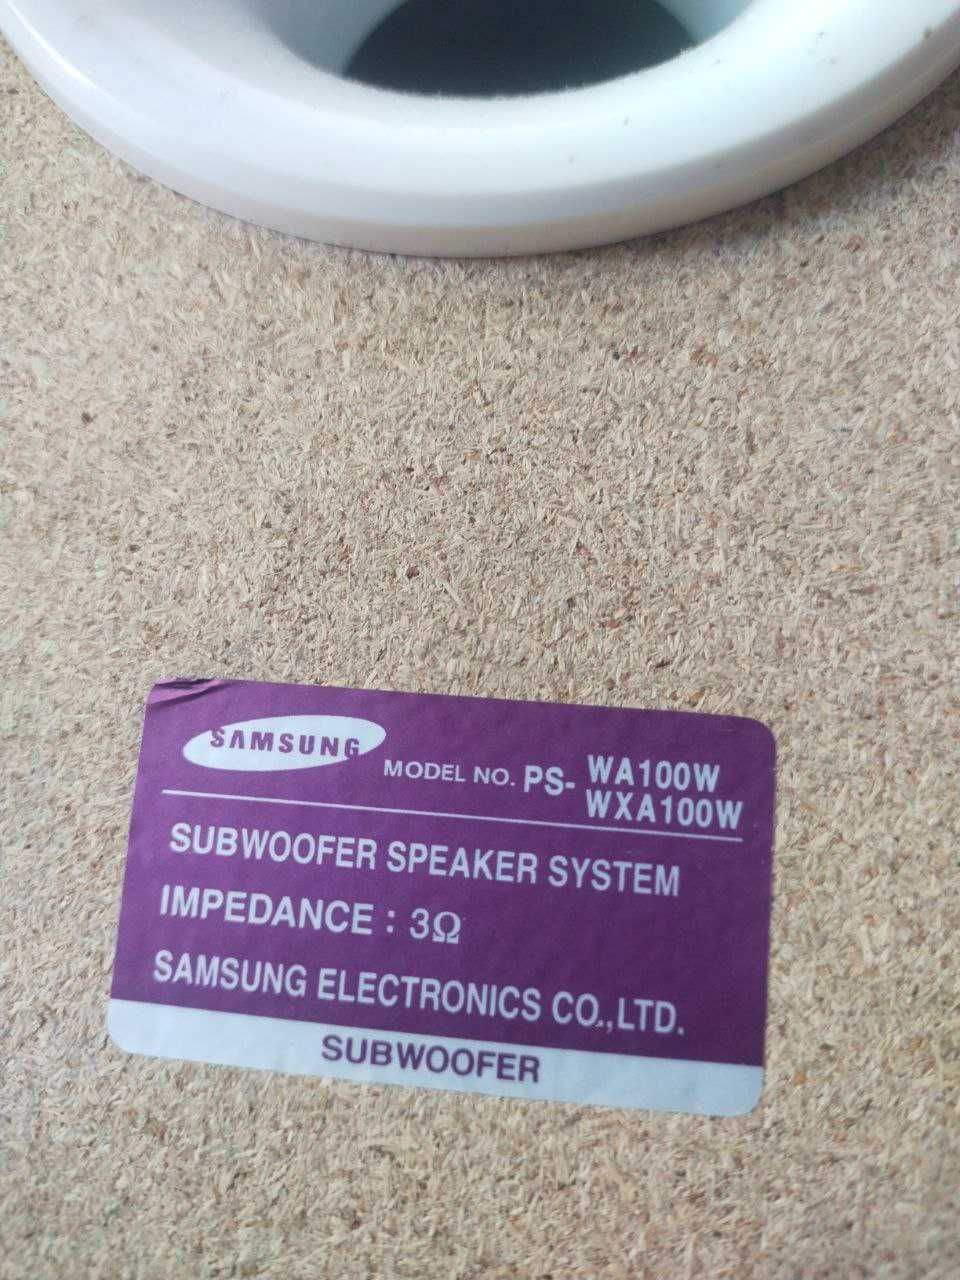 SAMSUNG MODEL NO. PS- WA100W
WXA100W
SUBWOOFER SPEAKER SYSTEM
IMPEDANCE : 3Ω
SAMSUNG ELECTRONICS CO.,LTD.
SUBWOOFER